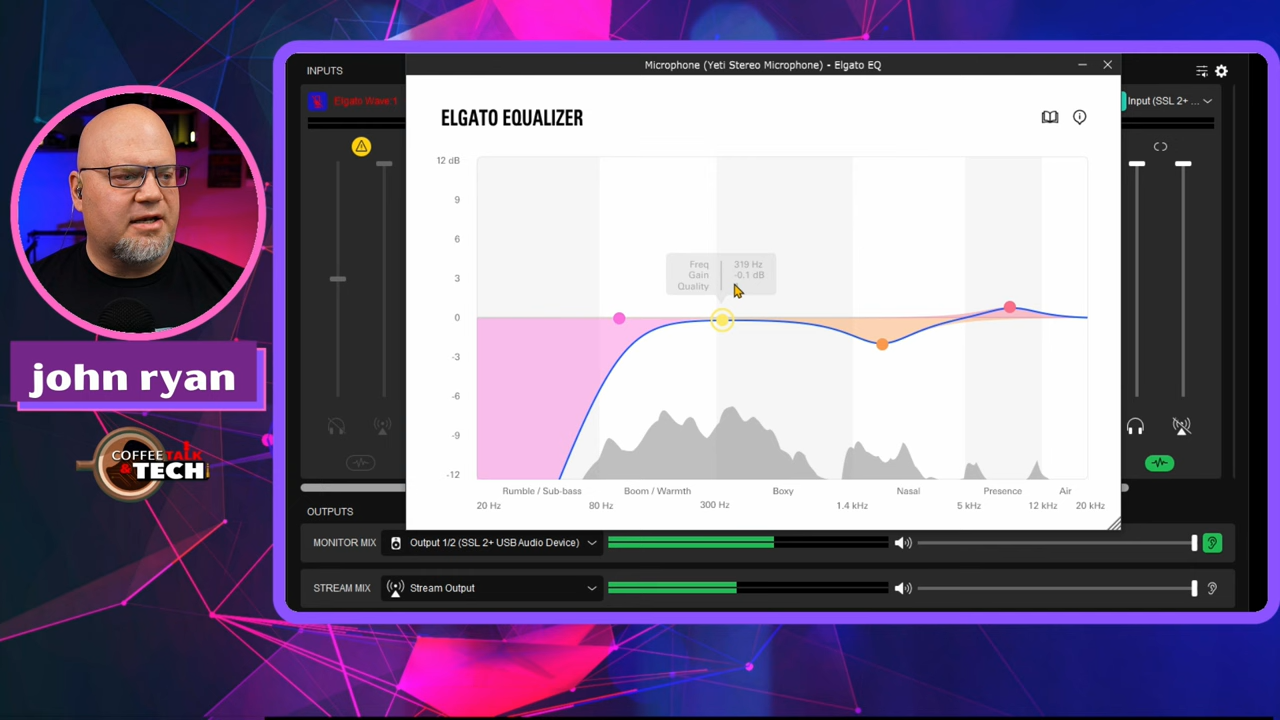 Microphone (Yeti Stereo Microphone) - Elgato EQ
INPUTS
Elgato Wave 1
Input (SSL 2+ ...
ELGATO EQUALIZER
12 dB
9
6
3
0
-3
-6
-9
-12
Freq 319 Hz
Gain -0.1 dB
Quality
Rumble / Sub-bass Boom / Warmth Boxy Nasal Presence Air
20 Hz 80 Hz 300 Hz 1.4 kHz 5 kHz 12 kHz 20 kHz
OUTPUTS
MONITOR MIX Output 1/2 (SSL 2+ USB Audio Device)
STREAM MIX Stream Output
john ryan
COFFEE TALK
& TECH